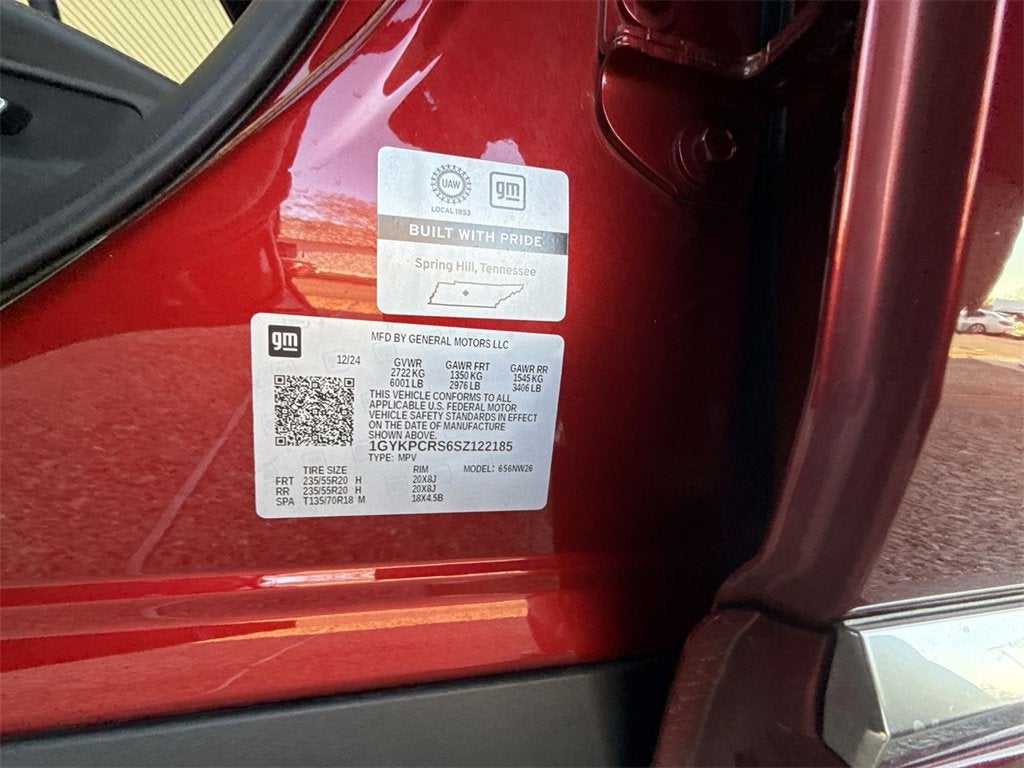 UAW
gm
LOCAL 1853
BUILT WITH PRIDE
Spring Hill, Tennessee
gm
MFD BY GENERAL MOTORS LLC
12/24
GVWR GAWR FRT GAWR RR
2722 KG 1350 KG 1545 KG
6001 LB 2976 LB 3406 LB
THIS VEHICLE CONFORMS TO ALL
APPLICABLE U.S. FEDERAL MOTOR
VEHICLE SAFETY STANDARDS IN EFFECT
ON THE DATE OF MANUFACTURE
SHOWN ABOVE.
1GYKPCRS6SZ122185
TYPE: MPV
TIRE SIZE RIM MODEL: 656NW26
FRT 235/55R20 H 20X8J
RR 235/55R20 H 20X8J
SPA T135/70R18 M 18X4.5B